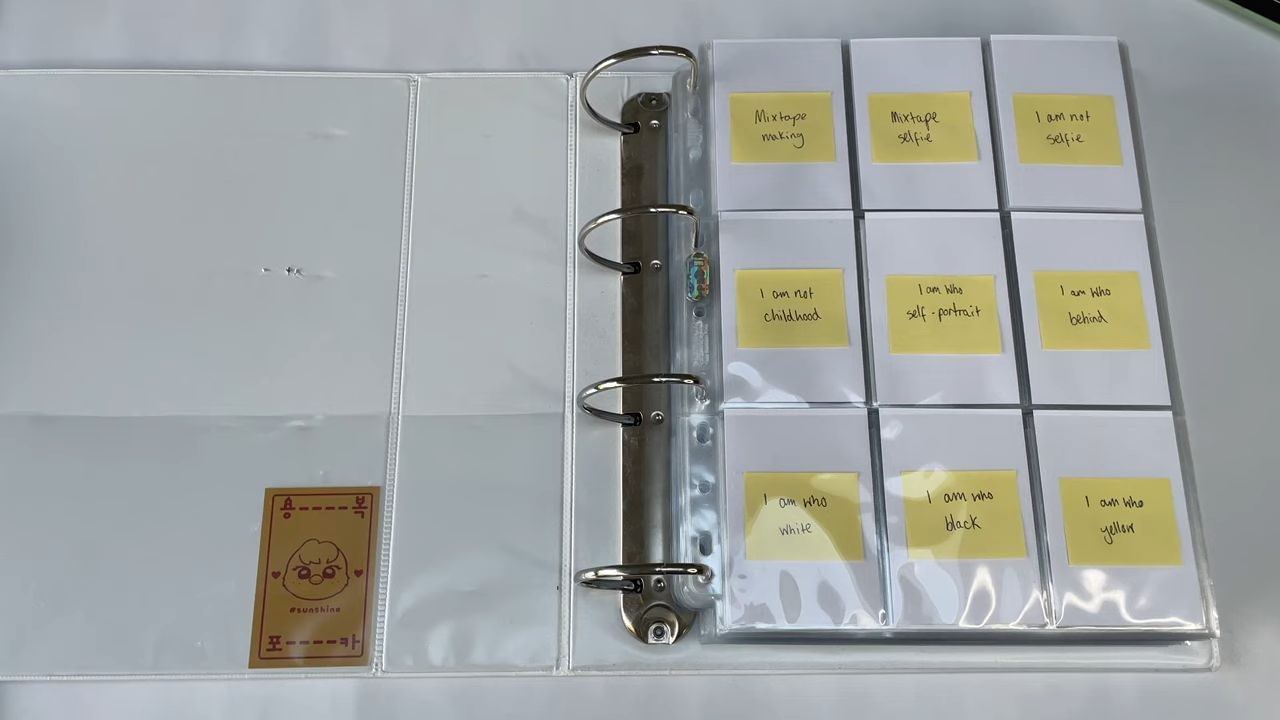 Mixtape
making
Mixtape
selfie
I am not
selfie
I am not
childhood
I am who
self-portrait
I am who
behind
I am who
white
I am who
black
I am who
yellow
용----복
#sunshine
포----카